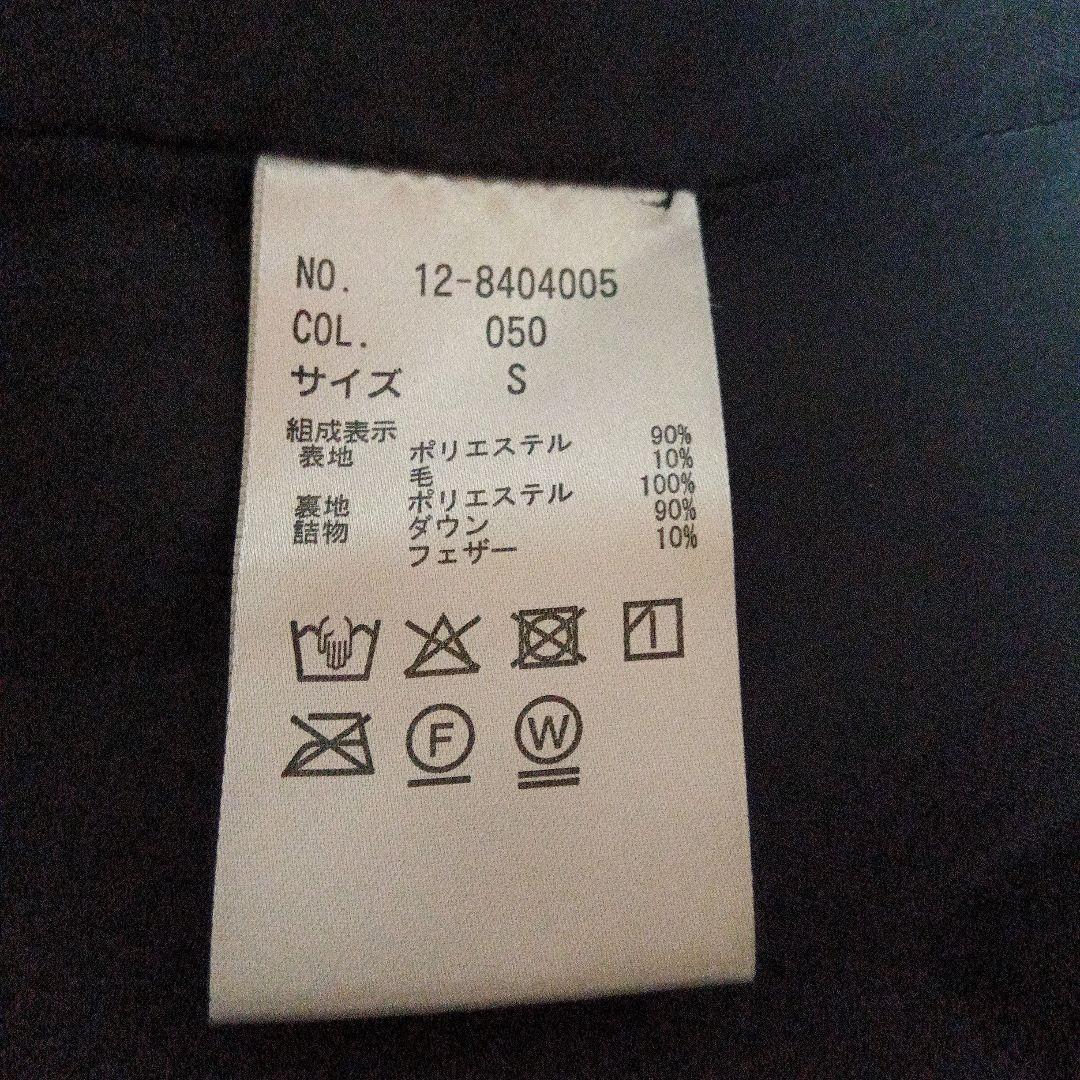 NO. 12-8404005
COL. 050
サイズ S
組成表示
表地 ポリエステル 90%
毛 10%
裏地 ポリエステル 100%
詰物 ダウン 90%
フェザー 10%
F W